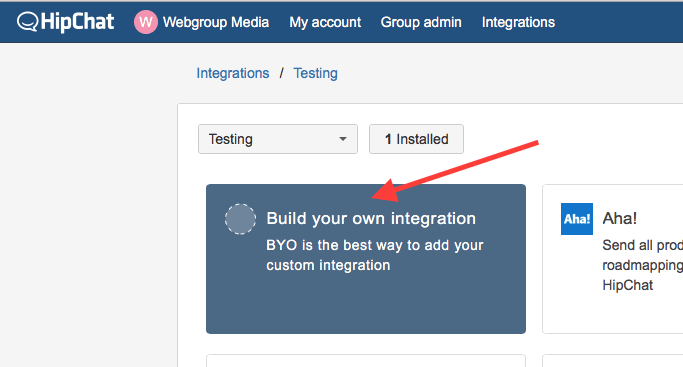 HipChat W Webgroup Media My account Group admin Integrations
Integrations / Testing
Testing 1 Installed
Build your own integration
BYO is the best way to add your
custom integration
Aha! Aha!
Send all prod
roadmapping
HipChat